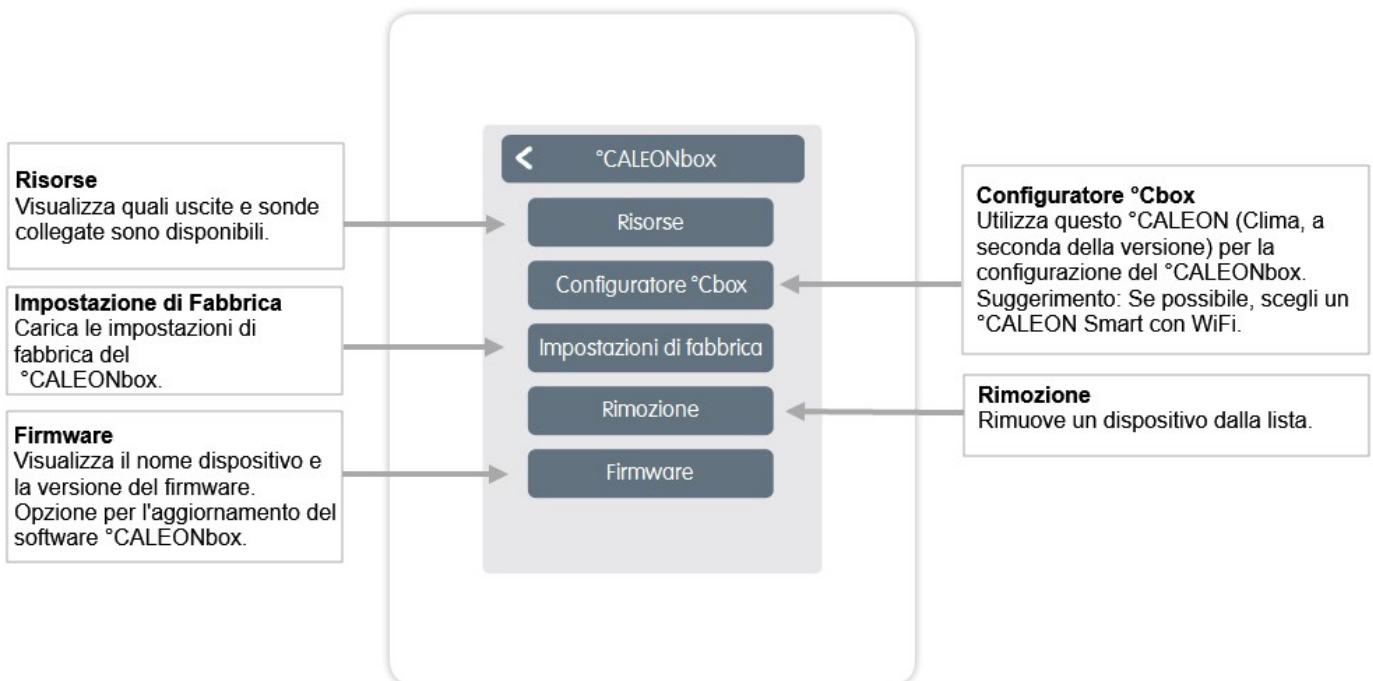 Risorse
Visualizza quali uscite e sonde
collegate sono disponibili.
Impostazione di Fabbrica
Carica le impostazioni di
fabbrica del
°CALEONbox.
Firmware
Visualizza il nome dispositivo e
la versione del firmware.
Opzione per l'aggiornamento del
software °CALEONbox.
°CALEONbox
Risorse
Configuratore °Cbox
Impostazioni di fabbrica
Rimozione
Firmware
Configuratore °Cbox
Utilizza questo °CALEON (Clima, a
seconda della versione) per la
configurazione del °CALEONbox.
Suggerimento: Se possibile, scegli un
°CALEON Smart con WiFi.
Rimozione
Rimuove un dispositivo dalla lista.